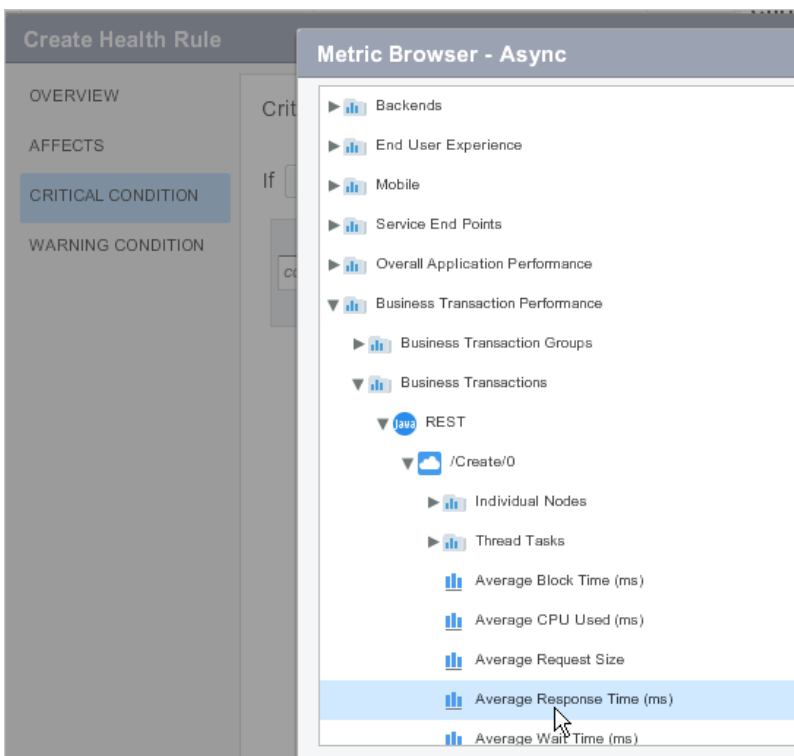 Create Health Rule
OVERVIEW
AFFECTS
CRITICAL CONDITION
WARNING CONDITION
Crit
If
co
Metric Browser - Async
Backends
End User Experience
Mobile
Service End Points
Overall Application Performance
Business Transaction Performance
Business Transaction Groups
Business Transactions
Java REST
/Create/0
Individual Nodes
Thread Tasks
Average Block Time (ms)
Average CPU Used (ms)
Average Request Size
Average Response Time (ms)
Average Wait Time (ms)